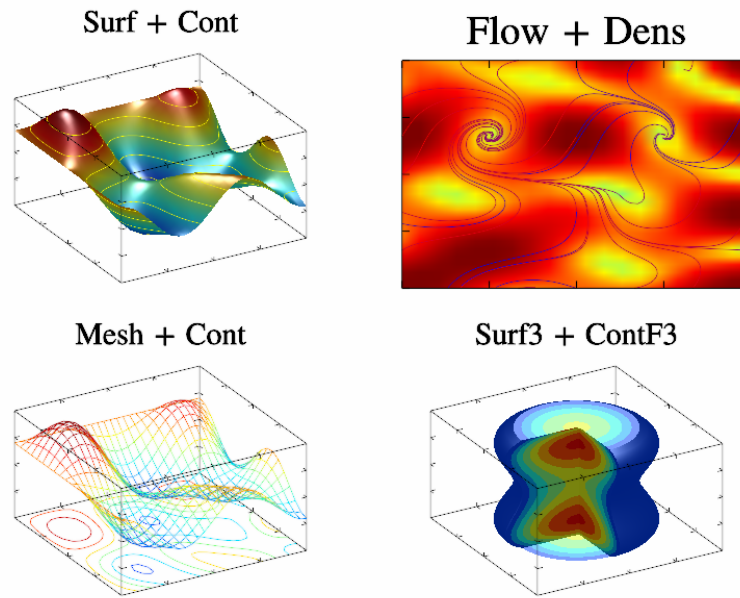 Surf + Cont
Flow + Dens
Mesh + Cont
Surf3 + ContF3